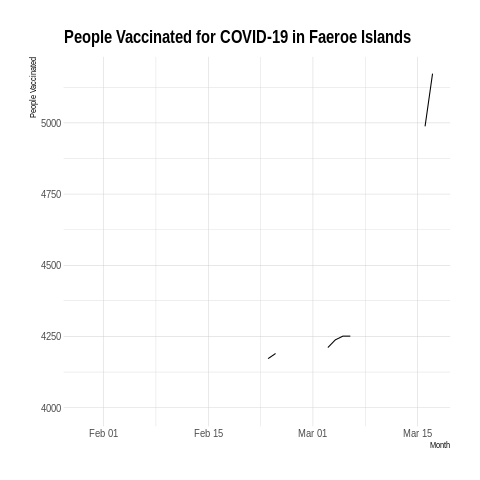 People Vaccinated for COVID-19 in Faeroe Islands
People Vaccinated
5000
4750
4500
4250
4000
Feb 01 Feb 15 Mar 01 Mar 15
Month